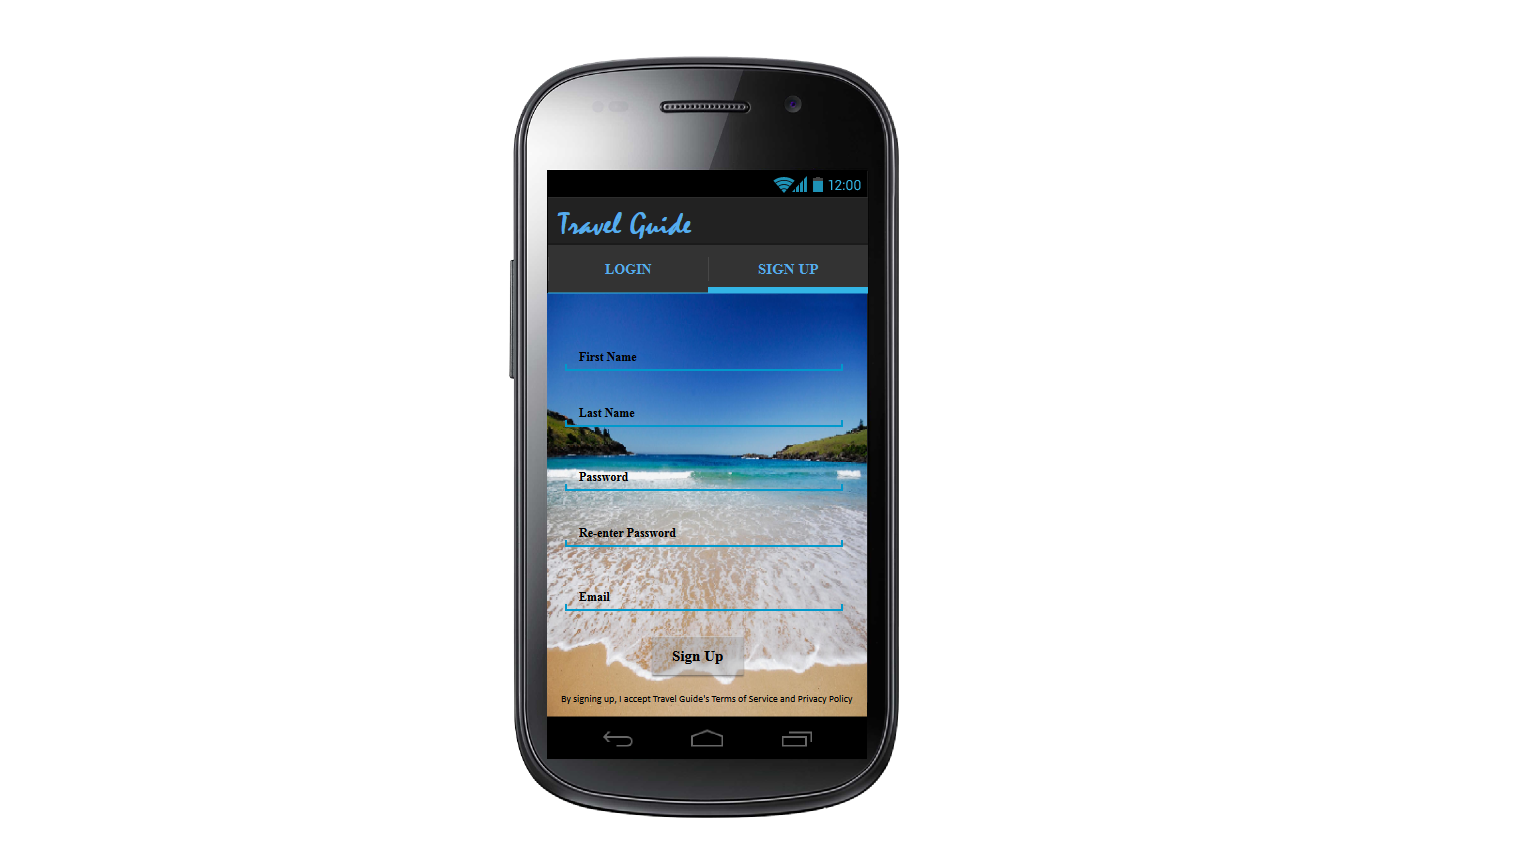 12:00
Travel Guide
LOGIN SIGN UP
First Name
Last Name
Password
Re-enter Password
Email
Sign Up
By signing up, I accept Travel Guide's Terms of Service and Privacy Policy